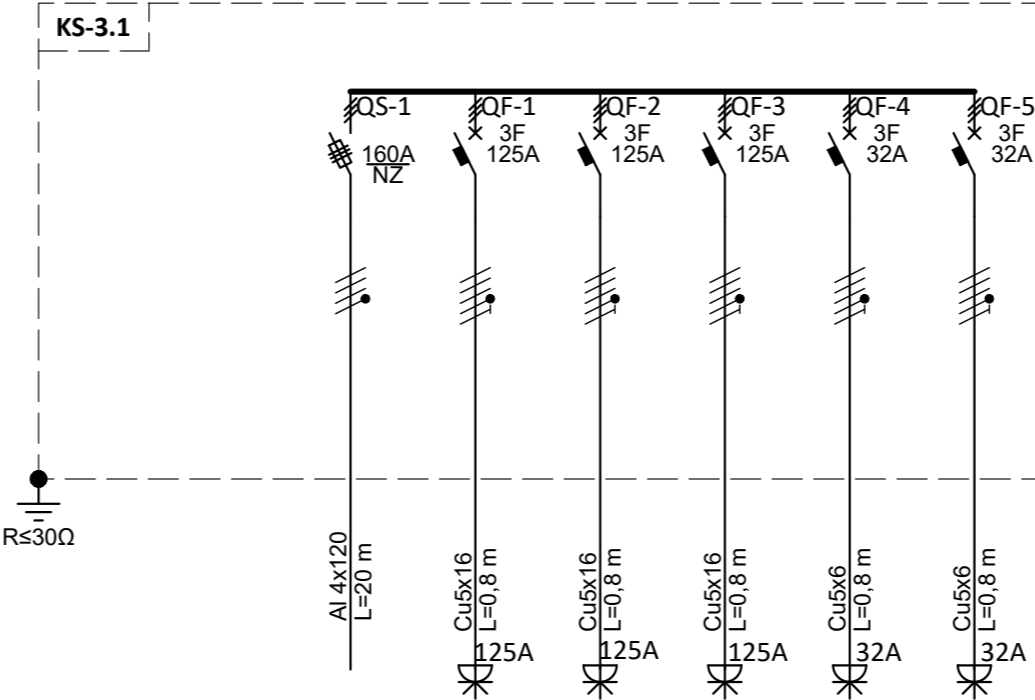 KS-3.1
QS-1
160A
NZ
QF-1
3F
125A
QF-2
3F
125A
QF-3
3F
125A
QF-4
3F
32A
QF-5
3F
32A
R≤30Ω
Al 4x120
L=20 m
Cu5x16
L=0,8 m
125A
Cu5x16
L=0,8 m
125A
Cu5x16
L=0,8 m
125A
Cu5x6
L=0,8 m
32A
Cu5x6
L=0,8 m
32A